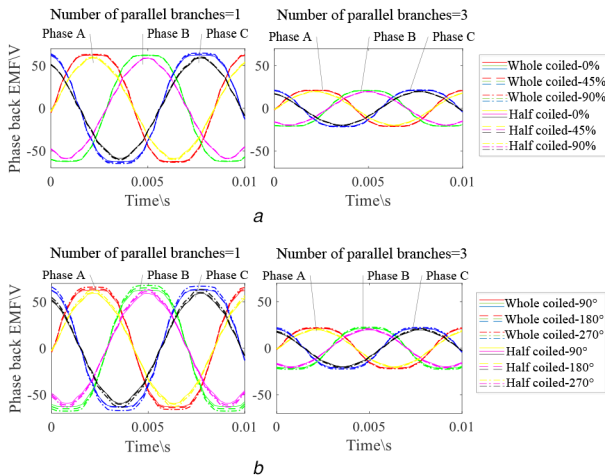 Number of parallel branches=1
Number of parallel branches=3
Phase A
Phase B
Phase C
Phase A
Phase B
Phase C
Phase back EMF\V
50
0
-50
50
0
-50
0
0.005
0.01
0
0.005
0.01
Time\s
Time\s
Whole coiled-0%
Whole coiled-45%
Whole coiled-90%
Half coiled-0%
Half coiled-45%
Half coiled-90%
a
Number of parallel branches=1
Number of parallel branches=3
Phase A
Phase B
Phase C
Phase A
Phase B
Phase C
Phase back EMF\V
50
0
-50
50
0
-50
0
0.005
0.01
0
0.005
0.01
Time\s
Time\s
Whole coiled-90°
Whole coiled-180°
Whole coiled-270°
Half coiled-90°
Half coiled-180°
Half coiled-270°
b